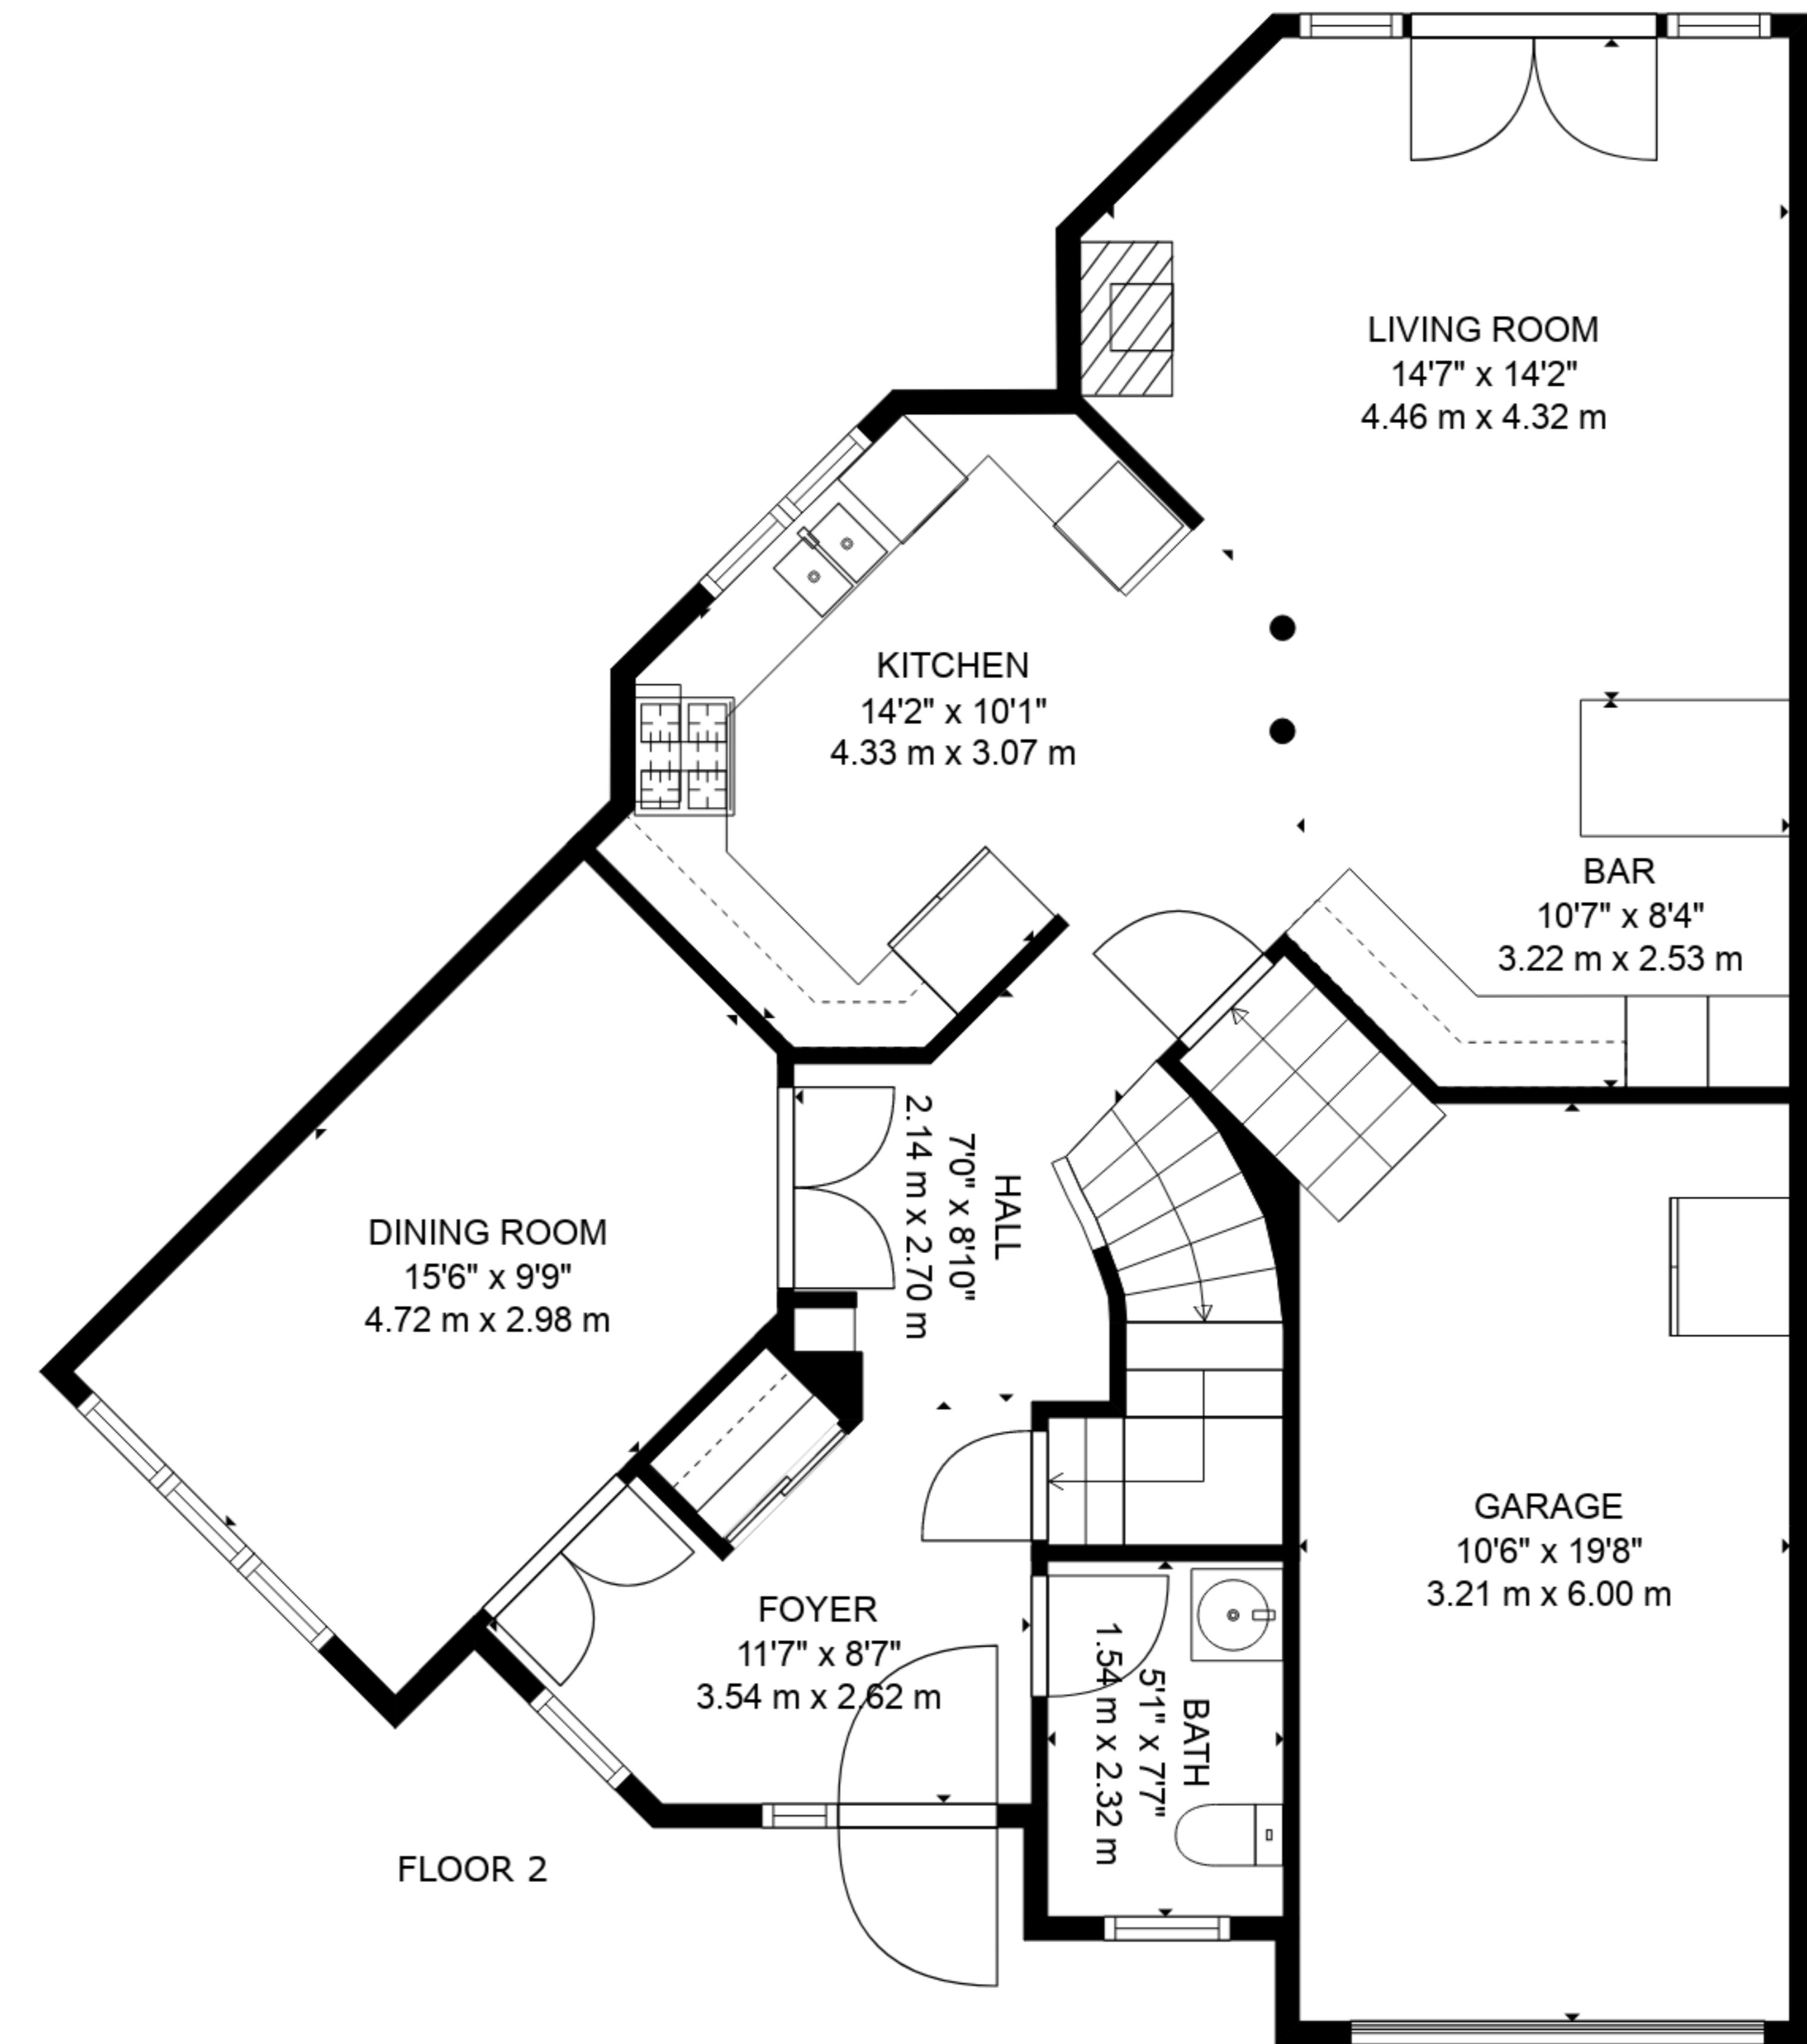 LIVING ROOM
14'7" x 14'2"
4.46 m x 4.32 m
KITCHEN
14'2" x 10'1"
4.33 m x 3.07 m
BAR
10'7" x 8'4"
3.22 m x 2.53 m
HALL
7'0" x 8'10"
2.14 m x 2.70 m
DINING ROOM
15'6" x 9'9"
4.72 m x 2.98 m
GARAGE
10'6" x 19'8"
3.21 m x 6.00 m
FOYER
11'7" x 8'7"
3.54 m x 2.62 m
BATH
5'1" x 7'7"
1.54 m x 2.32 m
FLOOR 2